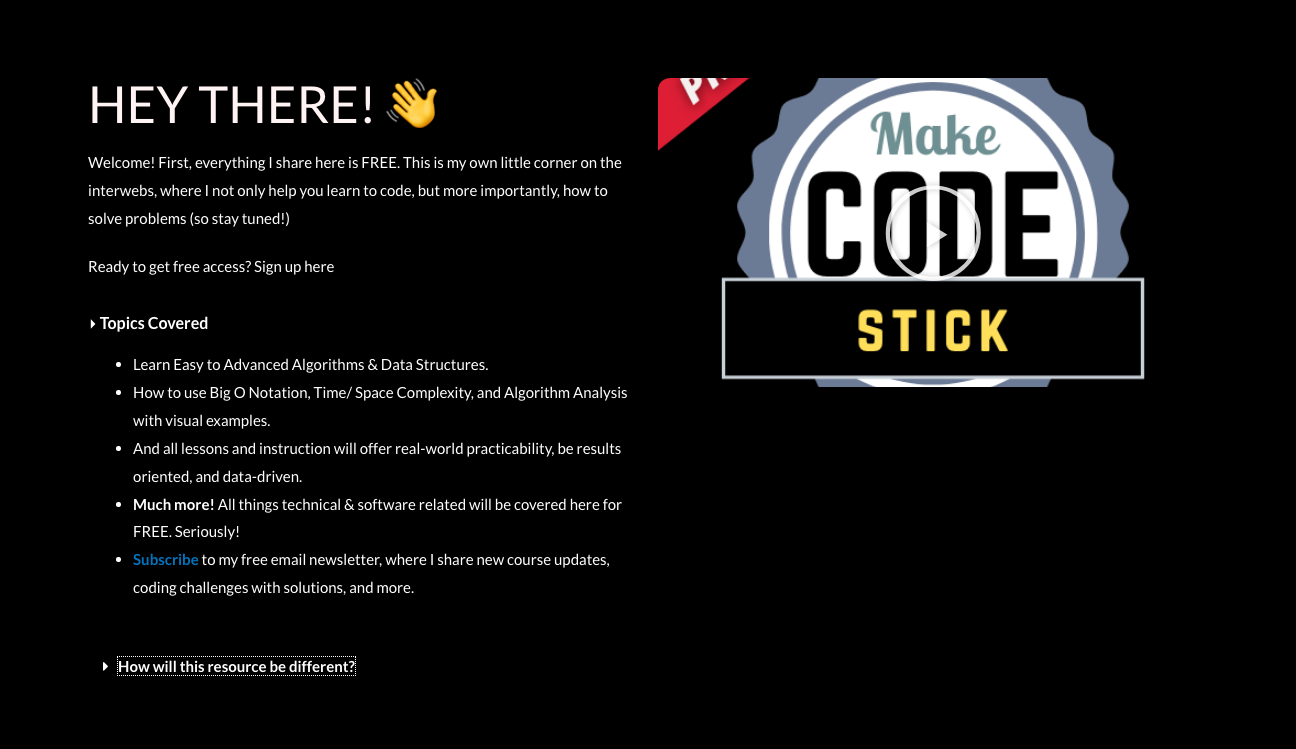 HEY THERE! 👋
Welcome! First, everything I share here is FREE. This is my own little corner on the
interwebs, where I not only help you learn to code, but more importantly, how to
solve problems (so stay tuned!)
Ready to get free access? Sign up here
Topics Covered
Learn Easy to Advanced Algorithms & Data Structures.
How to use Big O Notation, Time/ Space Complexity, and Algorithm Analysis
with visual examples.
And all lessons and instruction will offer real-world practicability, be results
oriented, and data-driven.
Much more! All things technical & software related will be covered here for
FREE. Seriously!
Subscribe to my free email newsletter, where I share new course updates,
coding challenges with solutions, and more.
How will this resource be different?
Make
CODE
STICK